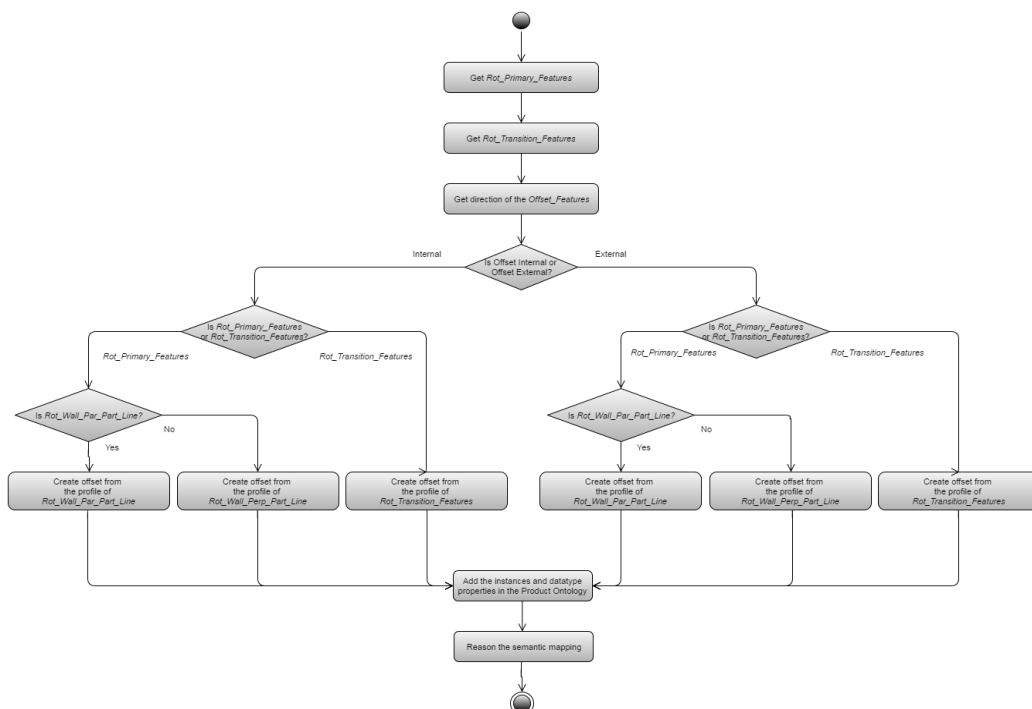 Get Rot_Primary_Features
Get Rot_Transition_Features
Get direction of the Offset_Features
Internal
Is Offset Internal or
Offset External?
External
Is Rot_Primary_Features
or Rot_Transition_Features?
Rot_Primary_Features
Rot_Transition_Features
Is Rot_Primary_Features
or Rot_Transition_Features?
Rot_Primary_Features
Rot_Transition_Features
Is Rot_Wall_Par_Part_Line?
No
Yes
Is Rot_Wall_Par_Part_Line?
No
Yes
Create offset from
the profile of
Rot_Wall_Par_Part_Line
Create offset from
the profile of
Rot_Wall_Perp_Part_Line
Create offset from
the profile of
Rot_Transition_Features
Create offset from
the profile of
Rot_Wall_Par_Part_Line
Create offset from
the profile of
Rot_Wall_Perp_Part_Line
Create offset from
the profile of
Rot_Transition_Features
Add the instances and datatype
properties in the Product Ontology
Reason the semantic mapping